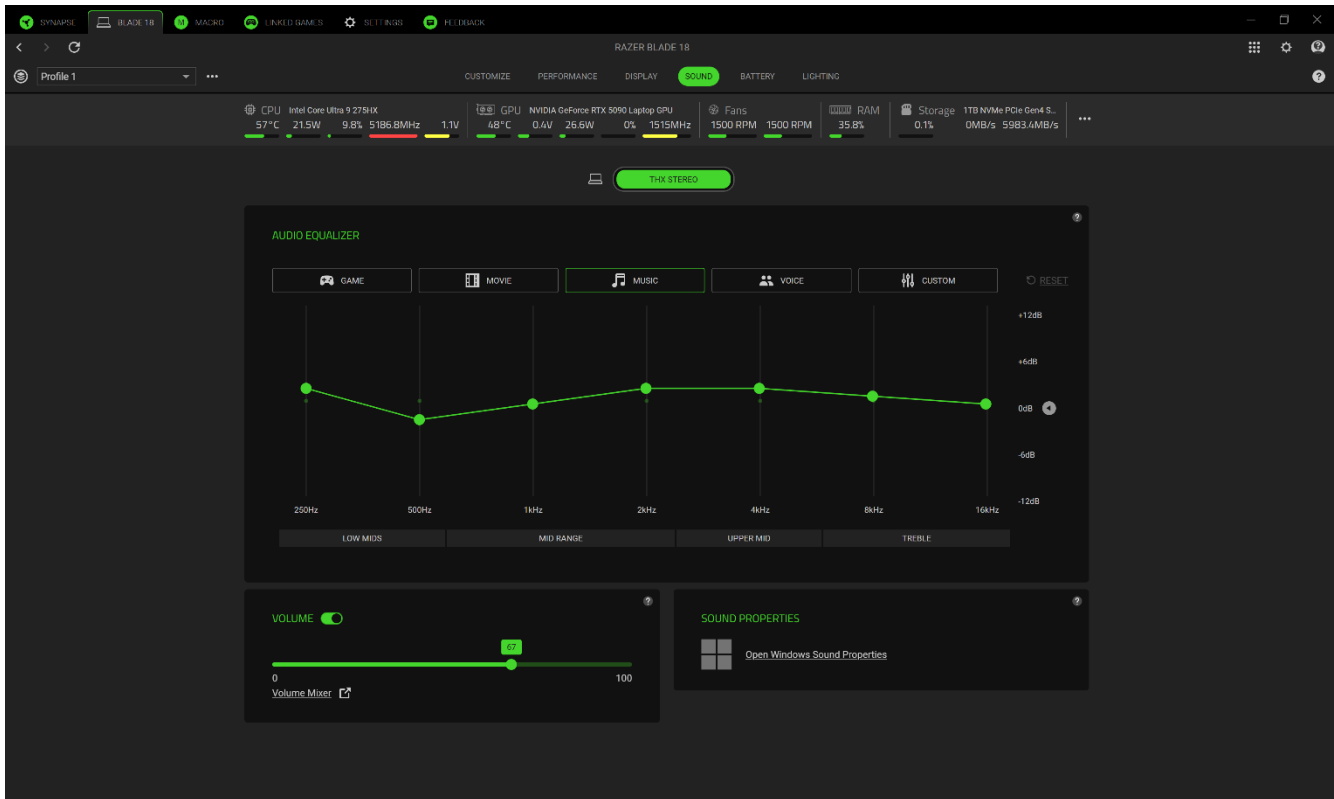 SYNAPSE BLADE 18 MACRO LINKED GAMES SETTINGS FEEDBACK
RAZER BLADE 18
Profile 1 CUSTOMIZE PERFORMANCE DISPLAY SOUND BATTERY LIGHTING
CPU Intel Core Ultra 9 275HX
57°C 21.5W 9.8% 5186.8MHz 1.1V
GPU NVIDIA GeForce RTX 5090 Laptop GPU
48°C 0.4V 26.6W 0% 1515MHz
Fans
1500 RPM 1500 RPM
RAM
35.8%
Storage 1TB NVMe PCIe Gen4 S...
0.1% 0MB/s 5983.4MB/s
THX STEREO
AUDIO EQUALIZER
GAME MOVIE MUSIC VOICE CUSTOM RESET
+12dB
+6dB
0dB
-6dB
-12dB
250Hz 500Hz 1kHz 2kHz 4kHz 8kHz 16kHz
LOW MIDS MID RANGE UPPER MID TREBLE
VOLUME
67
0 100
Volume Mixer
SOUND PROPERTIES
Open Windows Sound Properties